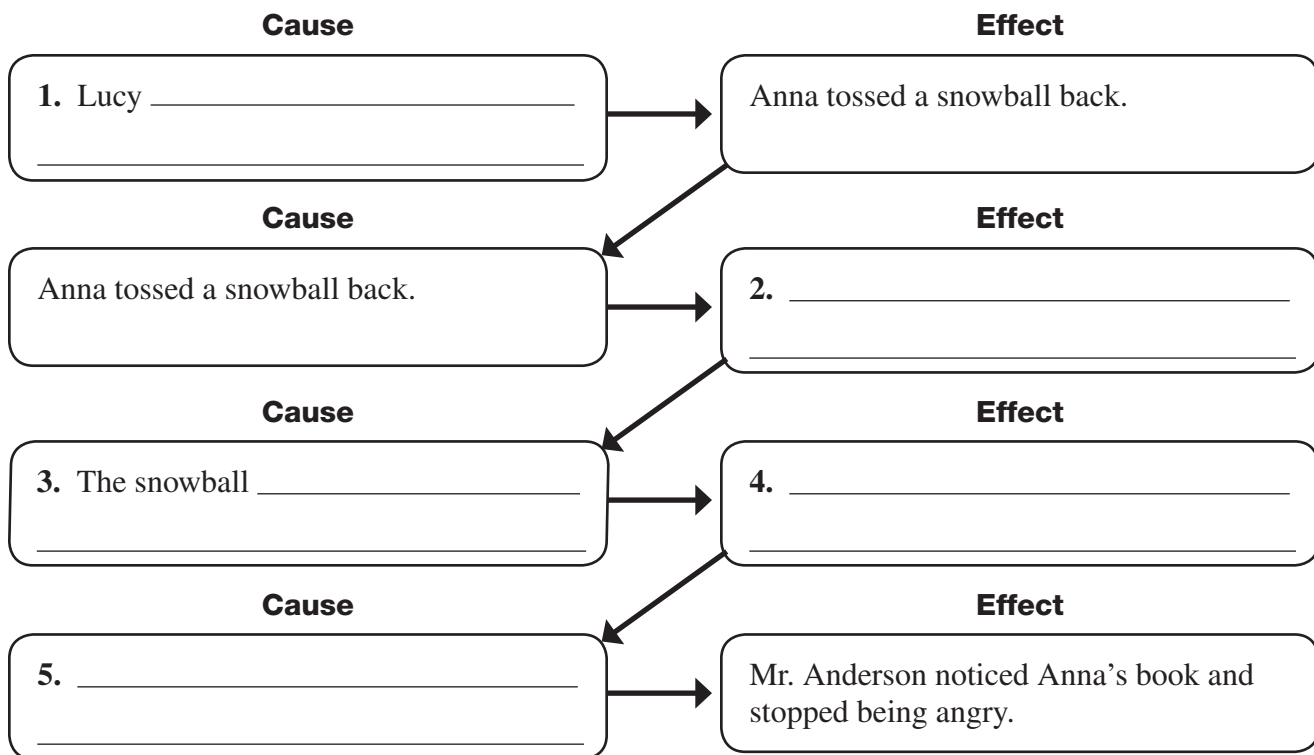 Cause
Effect
1. Lucy
Anna tossed a snowball back.
Cause
Effect
Anna tossed a snowball back.
2.
Cause
Effect
3. The snowball
4.
Cause
Effect
5.
Mr. Anderson noticed Anna’s book and
stopped being angry.